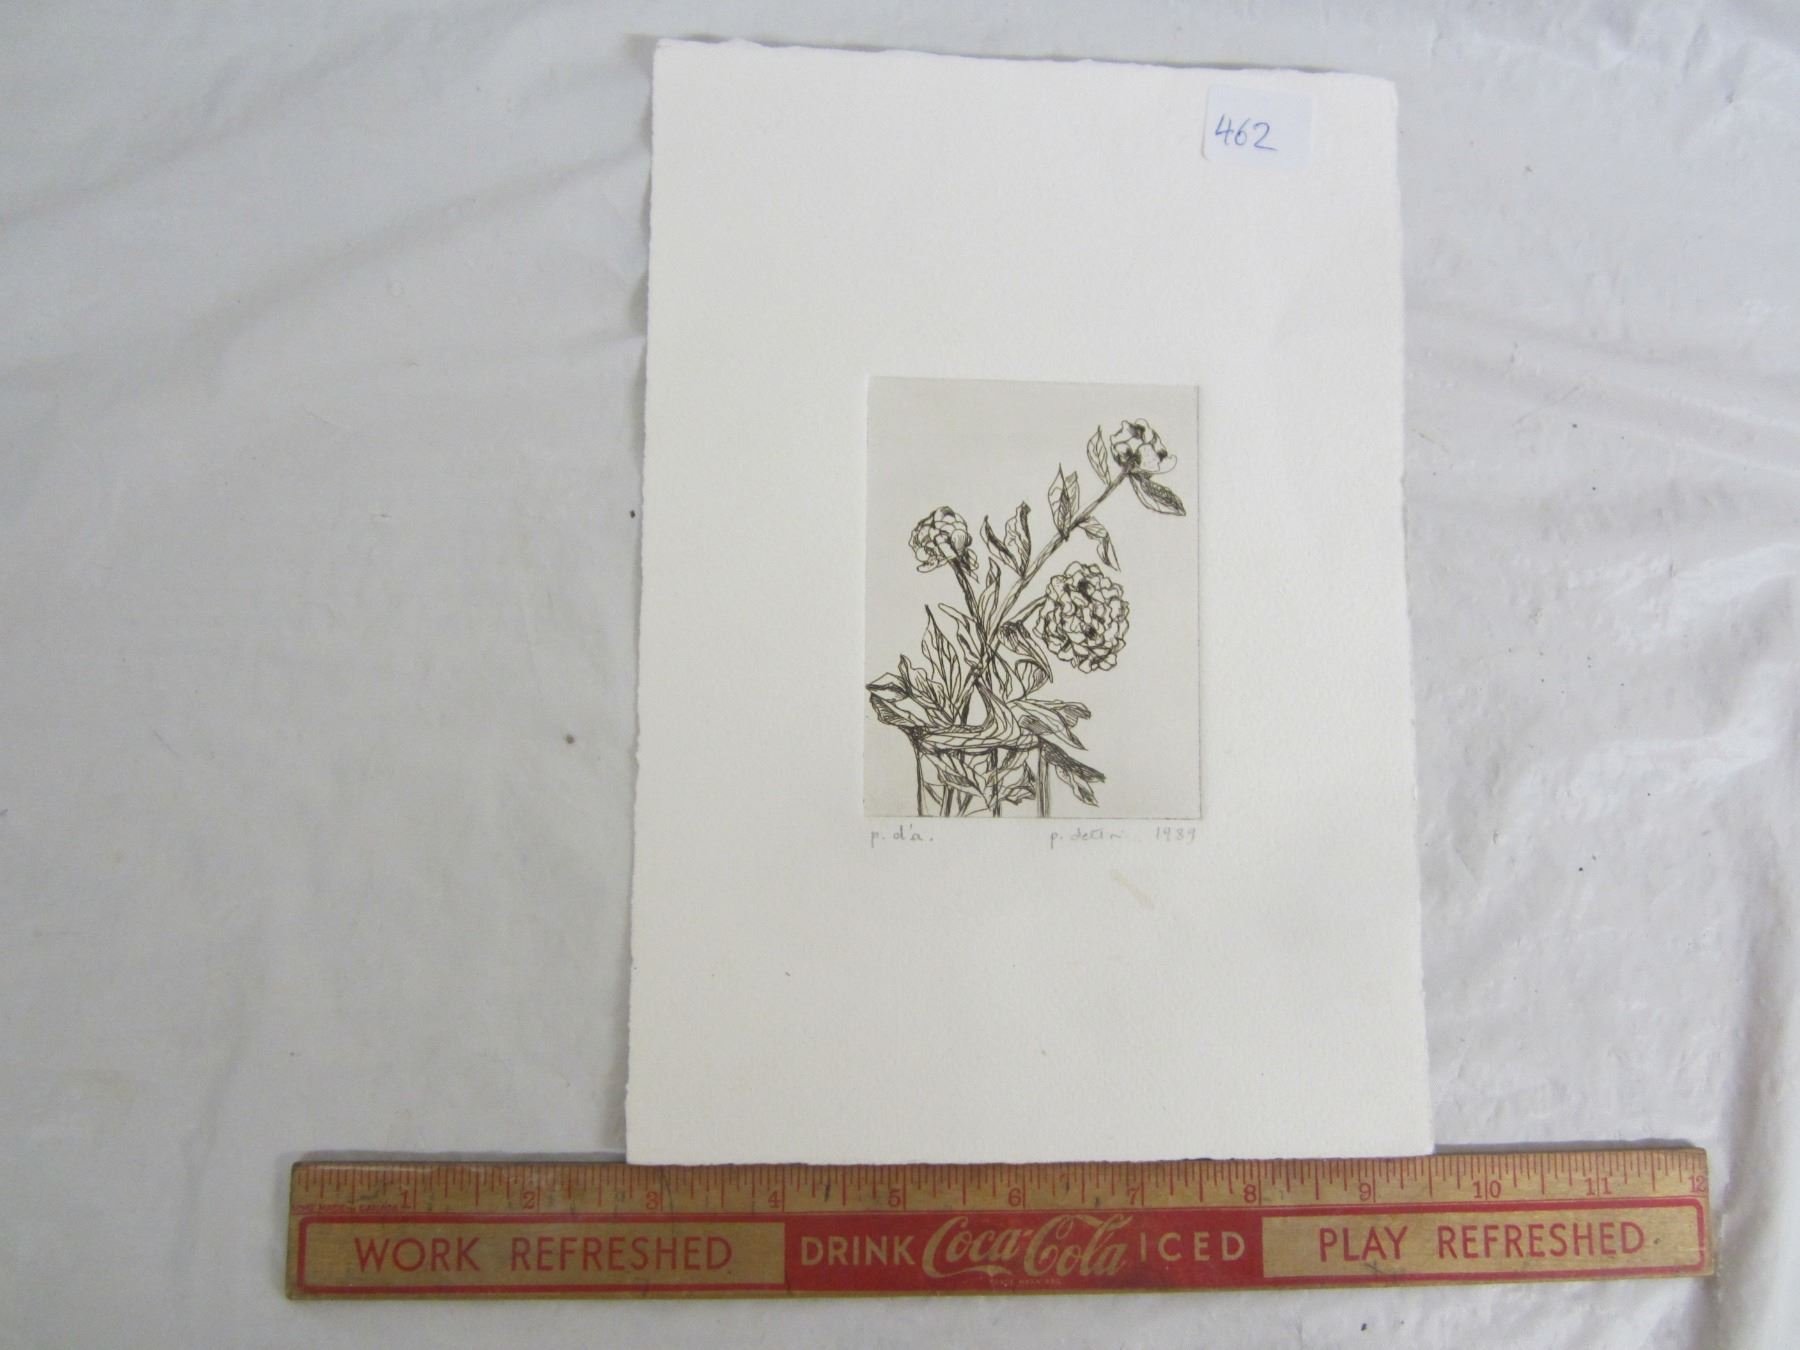 462
p. d'a. p. 1989
1 2 3 4 5 6 7 8 9 10 11 12
WORK REFRESHED DRINK Coca-Cola ICED PLAY REFRESHED